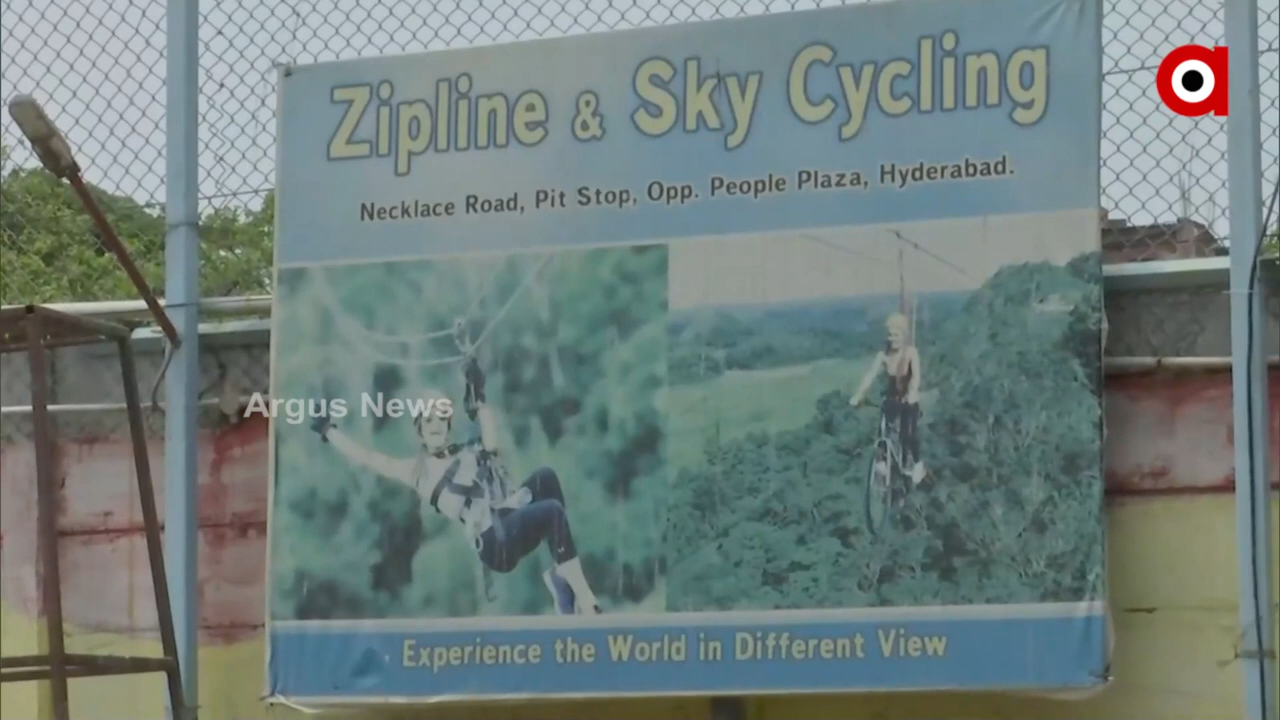 Zipline & Sky Cycling
Necklace Road, Pit Stop, Opp. People Plaza, Hyderabad.
Argus News
Experience the World in Different View